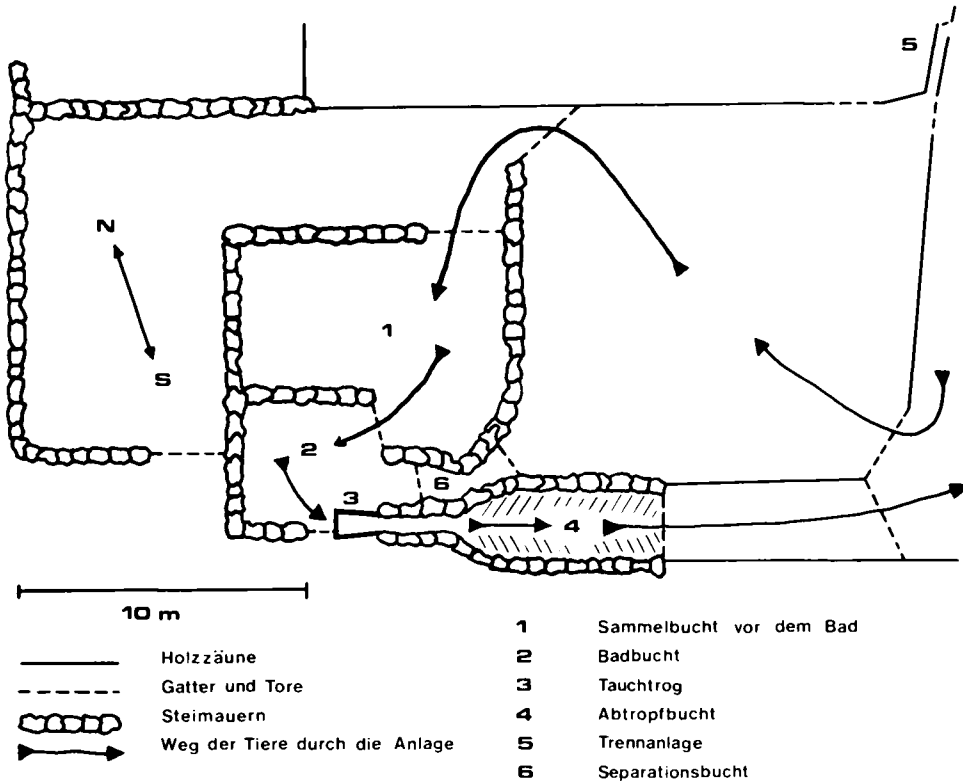 5
N
S
1
2
6
3
4
10 m
Holzzäune
Gatter und Tore
Steimauern
Weg der Tiere durch die Anlage
1 Sammelbucht vor dem Bad
2 Badbucht
3 Tauchtrog
4 Abtropfbucht
5 Trennanlage
6 Separationsbucht